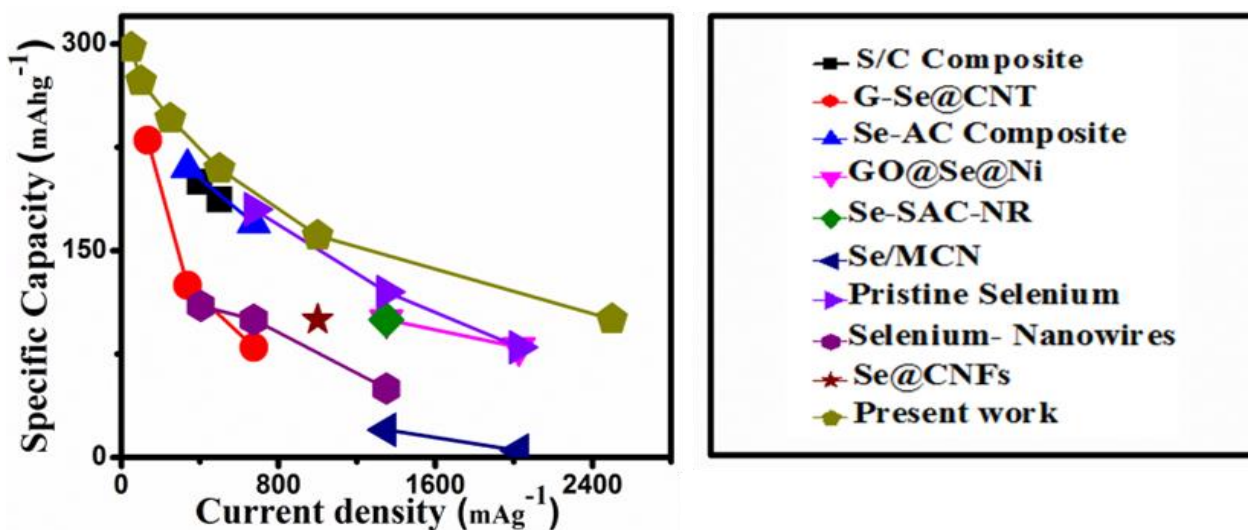 Specific Capacity (mAhg⁻¹)
300
150
0
0 800 1600 2400
Current density (mAg⁻¹)
S/C Composite
G-Se@CNT
Se-AC Composite
GO@Se@Ni
Se-SAC-NR
Se/MCN
Pristine Selenium
Selenium- Nanowires
Se@CNFs
Present work